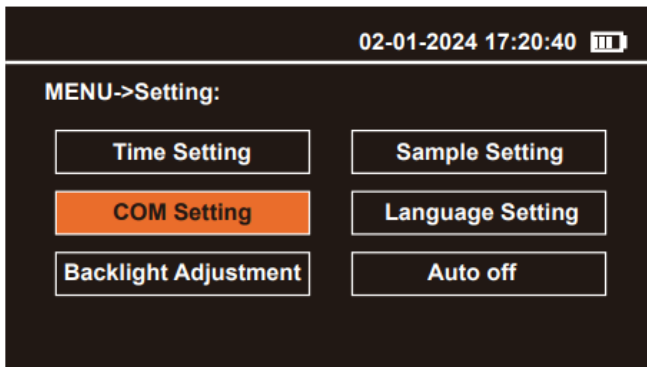 02-01-2024 17:20:40
MENU->Setting:
Time Setting
Sample Setting
COM Setting
Language Setting
Backlight Adjustment
Auto off